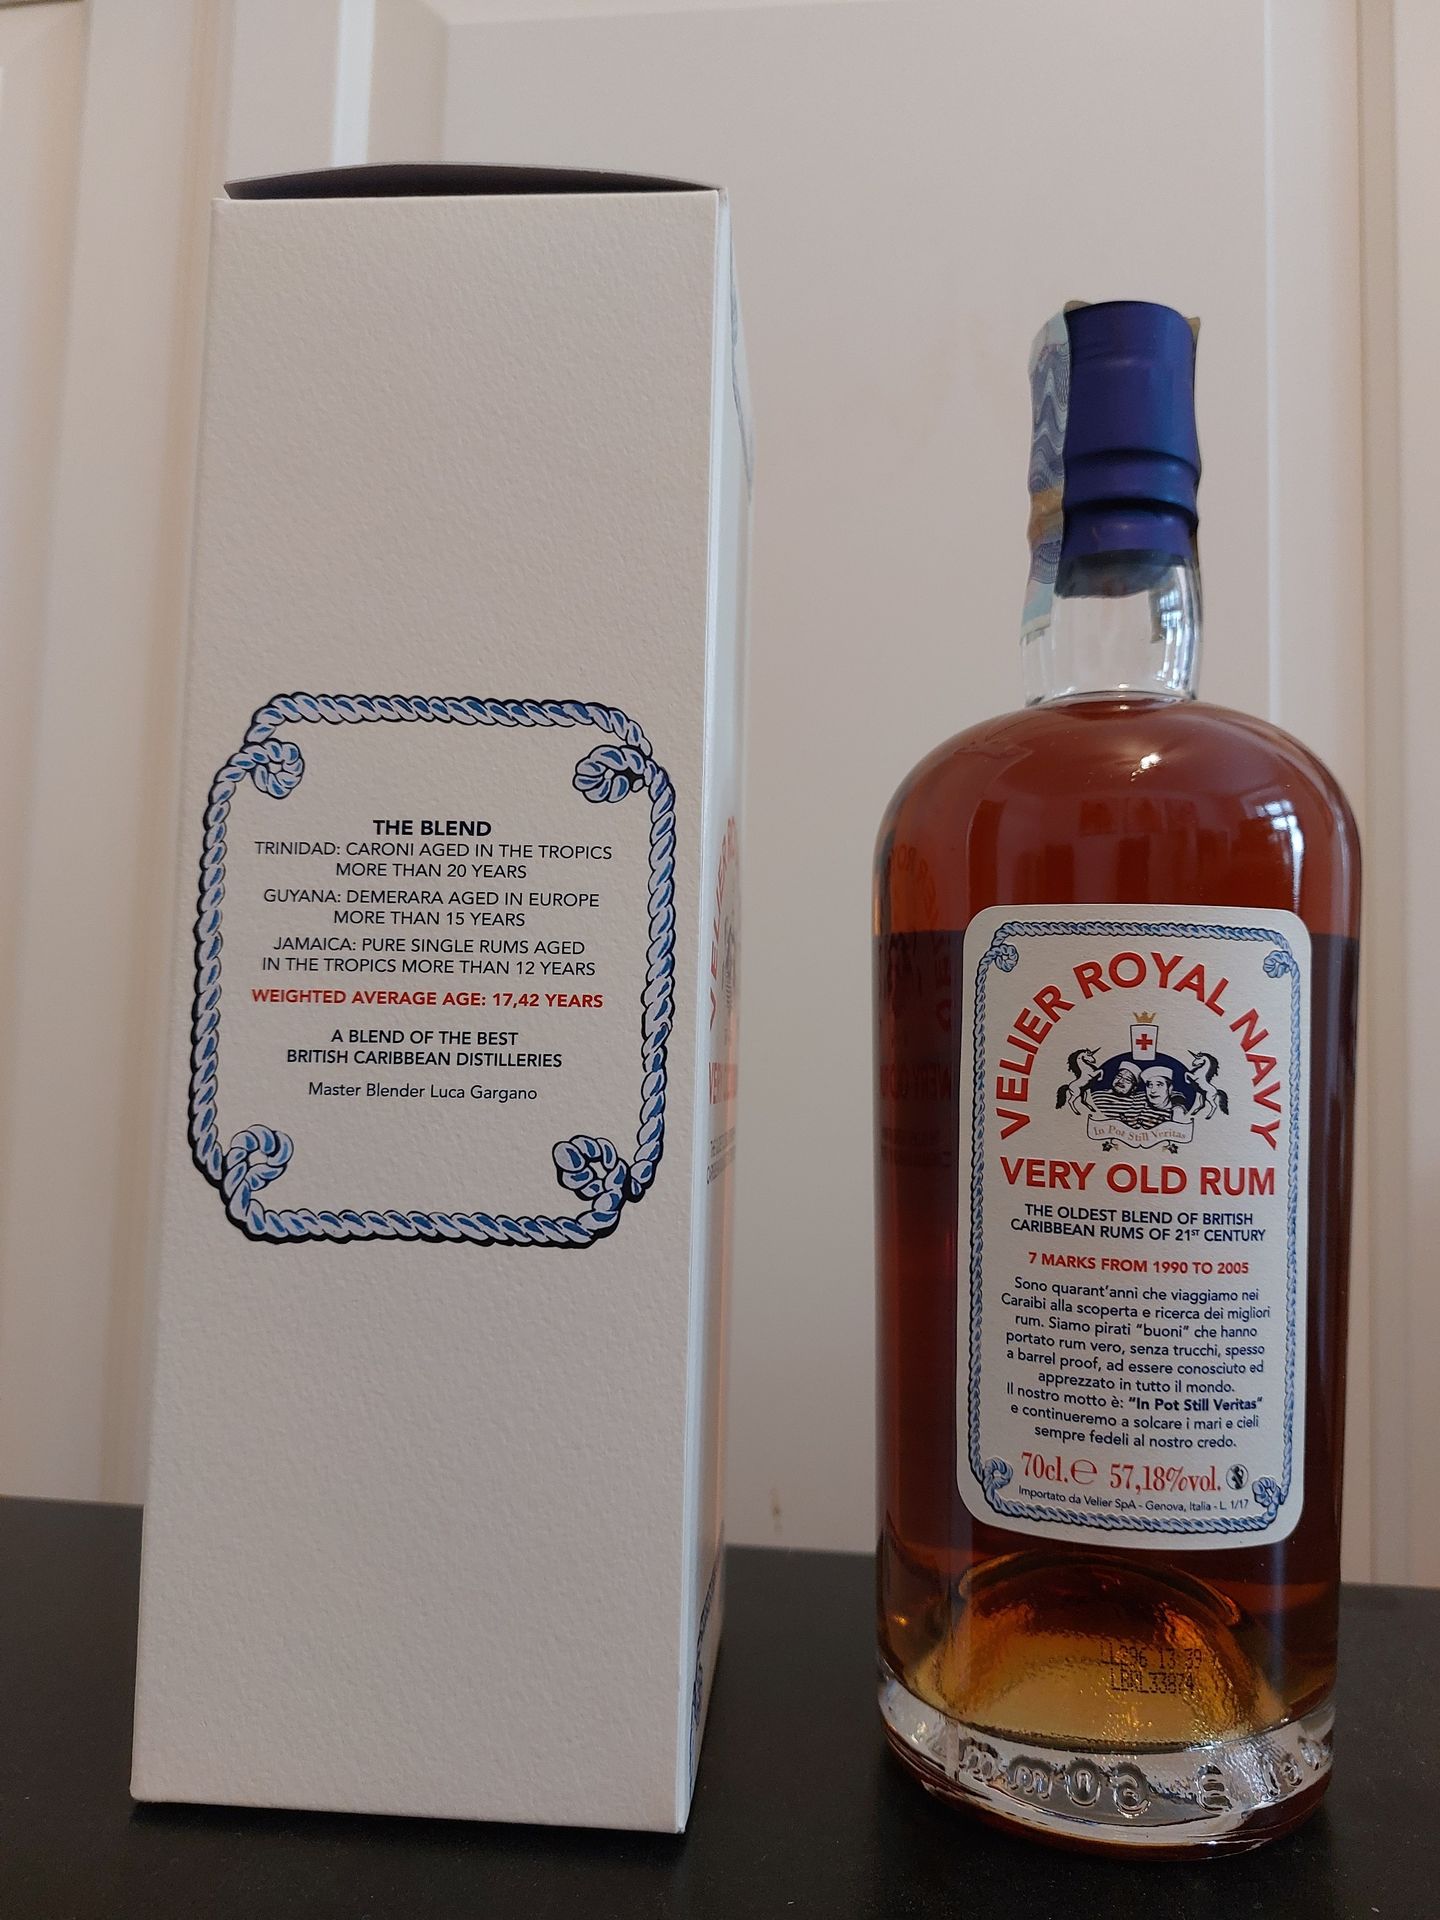 THE BLEND
TRINIDAD: CARONI AGED IN THE TROPICS
MORE THAN 20 YEARS
GUYANA: DEMERARA AGED IN EUROPE
MORE THAN 15 YEARS
JAMAICA: PURE SINGLE RUMS AGED
IN THE TROPICS MORE THAN 12 YEARS
WEIGHTED AVERAGE AGE: 17,42 YEARS
A BLEND OF THE BEST
BRITISH CARIBBEAN DISTILLERIES
Master Blender Luca Gargano
VELIER ROYAL NAVY
In Pot Still Veritas
VERY OLD RUM
THE OLDEST BLEND OF BRITISH
CARIBBEAN RUMS OF 21ST CENTURY
7 MARKS FROM 1990 TO 2005
Sono quarant'anni che viaggiamo nei
Caraibi alla scoperta e ricerca dei migliori
rum. Siamo pirati "buoni" che hanno
portato rum vero, senza trucchi, spesso
a barrel proof, ad essere conosciuto ed
apprezzato in tutto il mondo.
Il nostro motto è: "In Pot Still Veritas"
e continueremo a solcare i mari e cieli
sempre fedeli al nostro credo.
70cl.℮ 57,18%vol.
Importato da Velier SpA - Genova, Italia - L. 1/17
13:39